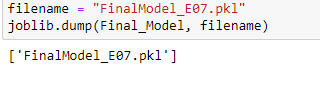 filename = "FinalModel_E07.pkl"
joblib.dump(Final_Model, filename)
['FinalModel_E07.pkl']